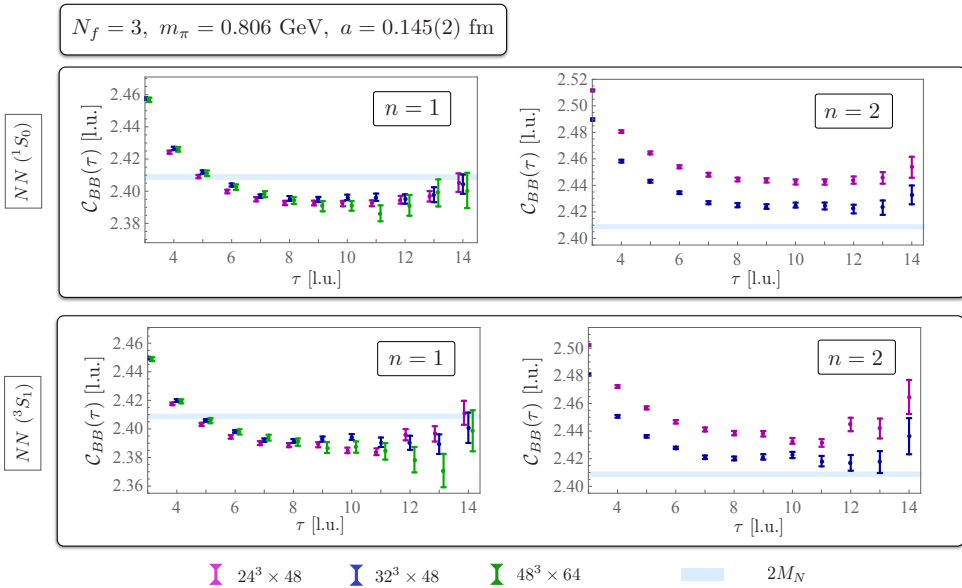 N_f = 3, m_π = 0.806 GeV, a = 0.145(2) fm
NN (¹S₀)
C_BB(τ) [l.u.]
2.46
2.44
2.42
2.40
2.38
n = 1
4 6 8 10 12 14
τ [l.u.]
C_BB(τ) [l.u.]
2.52
2.50
2.48
2.46
2.44
2.42
2.40
n = 2
4 6 8 10 12 14
τ [l.u.]
NN (³S₁)
C_BB(τ) [l.u.]
2.46
2.44
2.42
2.40
2.38
2.36
n = 1
4 6 8 10 12 14
τ [l.u.]
C_BB(τ) [l.u.]
2.50
2.48
2.46
2.44
2.42
2.40
n = 2
4 6 8 10 12 14
τ [l.u.]
24³ × 48 32³ × 48 48³ × 64 2M_N